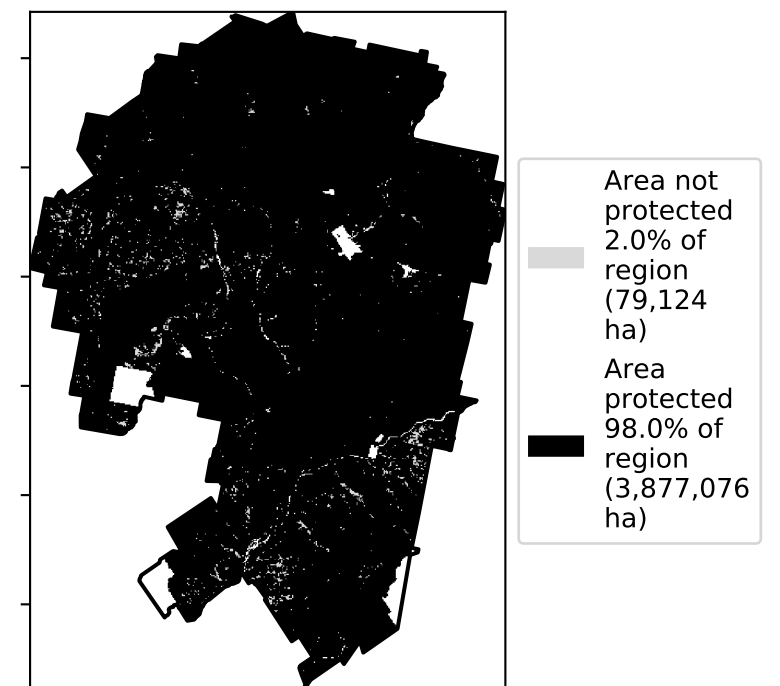 Area not
protected
2.0% of
region
(79,124
ha)
Area
protected
98.0% of
region
(3,877,076
ha)